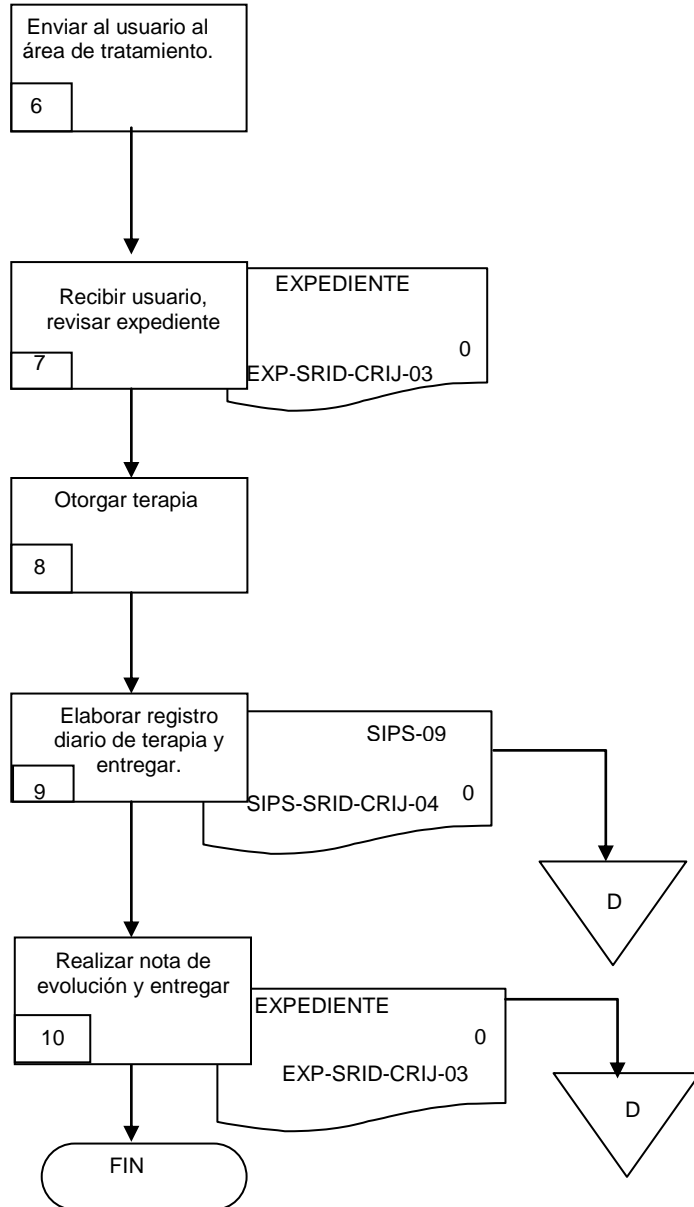 Enviar al usuario al
área de tratamiento.
6
Recibir usuario,
revisar expediente
7
EXPEDIENTE
0
EXP-SRID-CRIJ-03
Otorgar terapia
8
Elaborar registro
diario de terapia y
entregar.
9
SIPS-09
SIPS-SRID-CRIJ-04
0
D
Realizar nota de
evolución y entregar
10
EXPEDIENTE
0
EXP-SRID-CRIJ-03
D
FIN